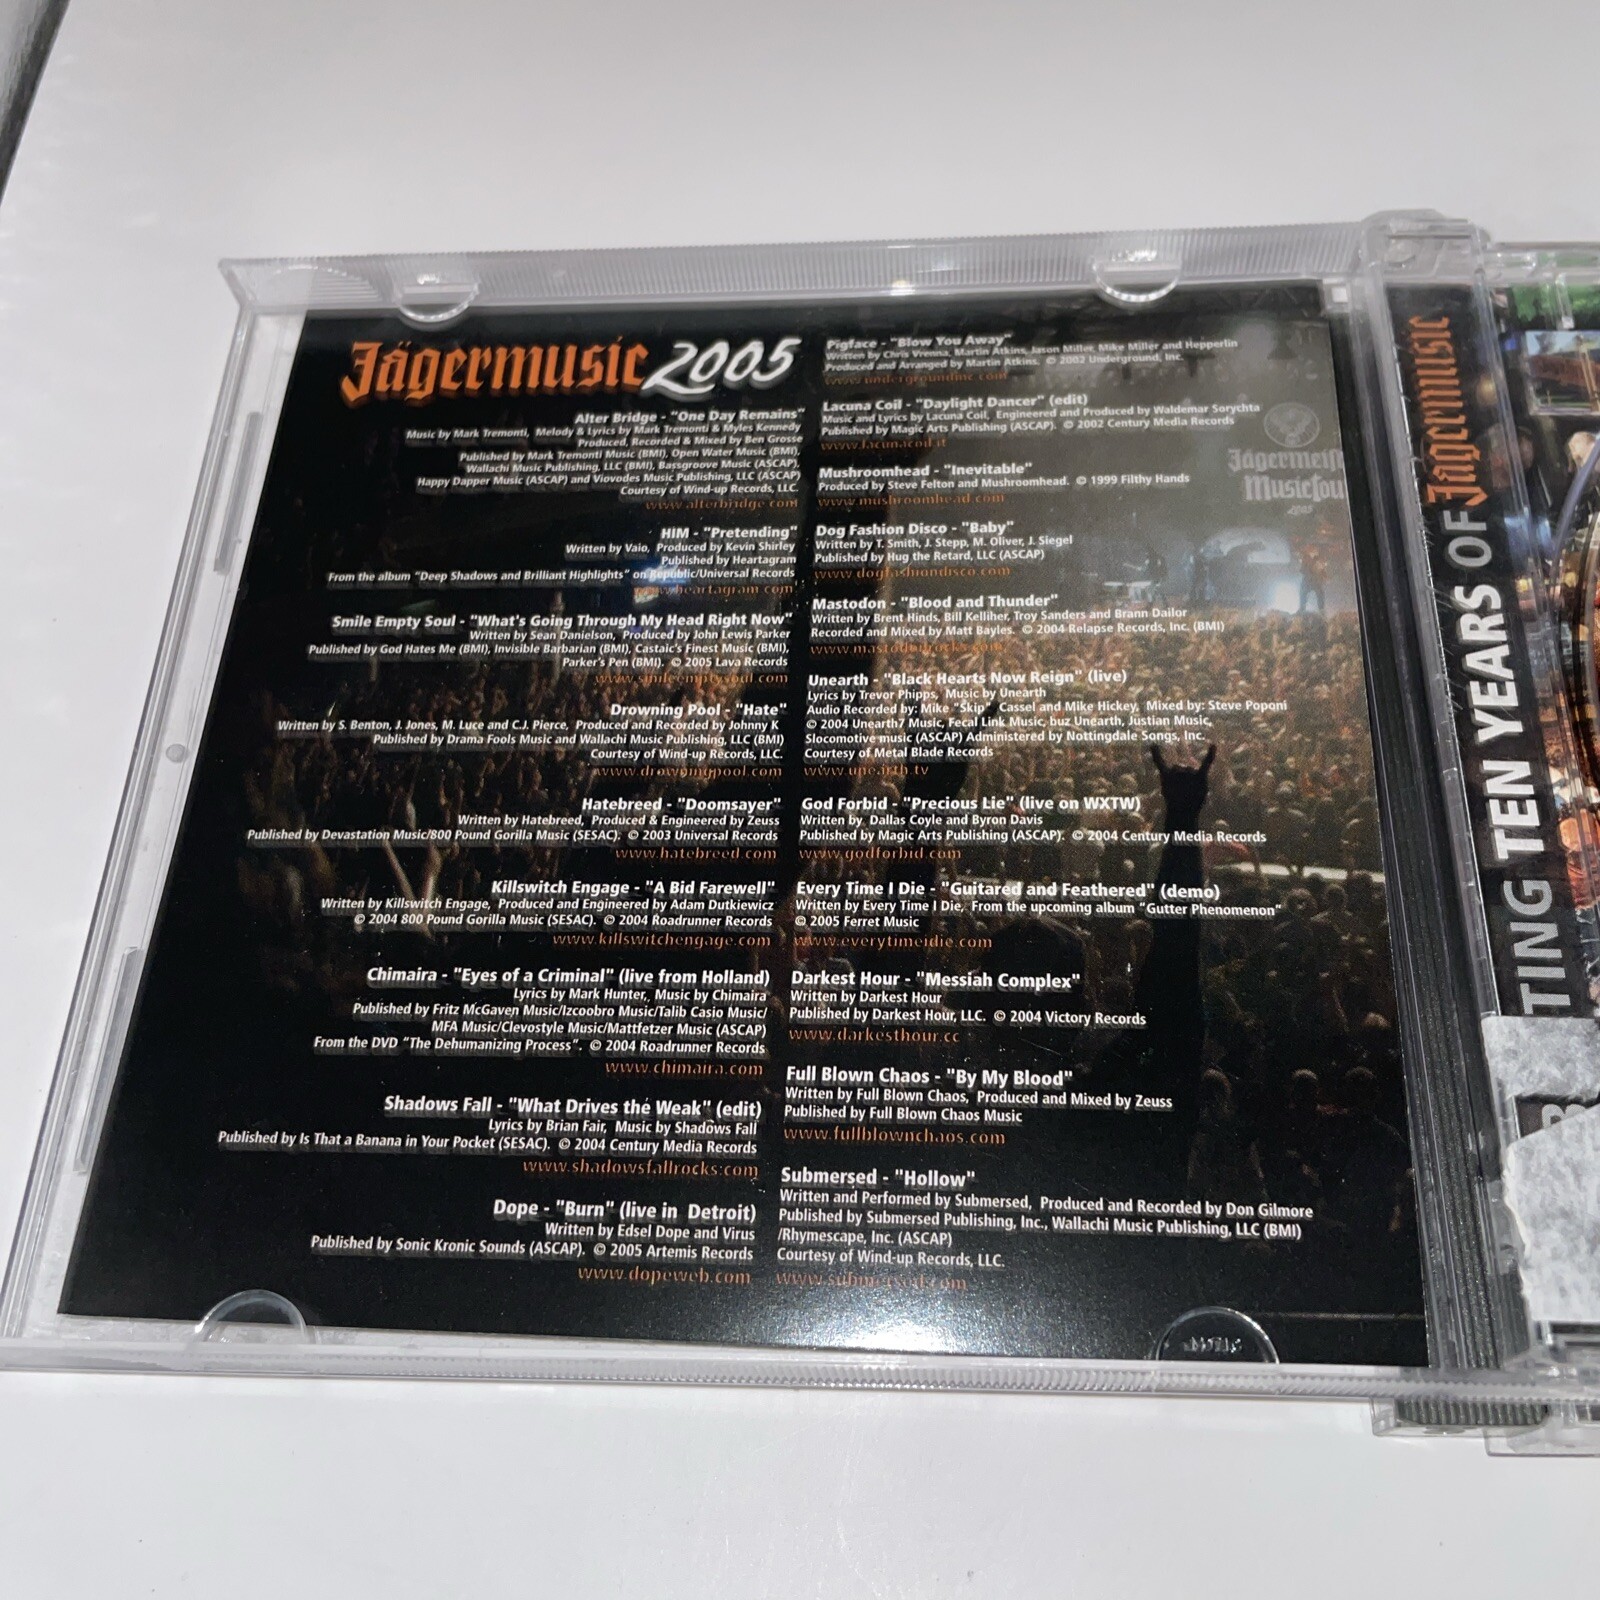 Jägermusic 2005
Alter Bridge - "One Day Remains"
Music by Mark Tremonti, Melody & Lyrics by Mark Tremonti & Myles Kennedy
Produced, Recorded & Mixed by Ben Grosse
Published by Mark Tremonti Music (BMI), Open Water Music (BMI),
Wallachi Music Publishing, LLC (BMI), Bassgroove Music (ASCAP),
Happy Dapper Music (ASCAP) and Viovodes Music Publishing, LLC (ASCAP)
Courtesy of Wind-up Records, LLC.
www.alterbridge.com
HIM - "Pretending"
Written by Vaio, Produced by Kevin Shirley
Published by Heartagram
From the album "Deep Shadows and Brilliant Highlights" on Republic/Universal Records
www.heartagram.com
Smile Empty Soul - "What's Going Through My Head Right Now"
Written by Sean Danielson, Produced by John Lewis Parker
Published by God Hates Me (BMI), Invisible Barbarian (BMI), Castaic's Finest Music (BMI),
Parker's Pen (BMI). © 2005 Lava Records
www.smileemptysoul.com
Drowning Pool - "Hate"
Written by S. Benton, J. Jones, M. Luce and C.J. Pierce, Produced and Recorded by Johnny K
Published by Drama Fools Music and Wallachi Music Publishing, LLC (BMI)
Courtesy of Wind-up Records, LLC.
www.drowningpool.com
Hatebreed - "Doomsayer"
Written by Hatebreed, Produced & Engineered by Zeuss
Published by Devastation Music/800 Pound Gorilla Music (SESAC). © 2003 Universal Records
www.hatebreed.com
Killswitch Engage - "A Bid Farewell"
Written by Killswitch Engage, Produced and Engineered by Adam Dutkiewicz
© 2004 800 Pound Gorilla Music (SESAC). © 2004 Roadrunner Records
www.killswitchengage.com
Chimaira - "Eyes of a Criminal" (live from Holland)
Lyrics by Mark Hunter, Music by Chimaira
Published by Fritz McGaven Music/Izcoobro Music/Talib Casio Music/
MFA Music/Clevostyle Music/Mattfetzer Music (ASCAP)
From the DVD "The Dehumanizing Process". © 2004 Roadrunner Records
www.chimaira.com
Shadows Fall - "What Drives the Weak" (edit)
Lyrics by Brian Fair, Music by Shadows Fall
Published by Is That a Banana in Your Pocket (SESAC). © 2004 Century Media Records
www.shadowsfallrocks.com
Dope - "Burn" (live in Detroit)
Written by Edsel Dope and Virus
Published by Sonic Kronic Sounds (ASCAP). © 2005 Artemis Records
www.dopeweb.com
Pigface - "Blow You Away"
Written by Chris Vrenna, Martin Atkins, Jason Miller, Mike Miller and Hepperlin
Produced and Arranged by Martin Atkins. © 2002 Underground, Inc.
www.undergroundinc.com
Lacuna Coil - "Daylight Dancer" (edit)
Music and Lyrics by Lacuna Coil, Engineered and Produced by Waldemar Sorychta
Published by Magic Arts Publishing (ASCAP). © 2002 Century Media Records
www.lacunacoil.it
Mushroomhead - "Inevitable"
Produced by Steve Felton and Mushroomhead. © 1999 Filthy Hands
www.mushroomhead.com
Dog Fashion Disco - "Baby"
Written by T. Smith, J. Stepp, M. Oliver, J. Siegel
Published by Hug the Retard, LLC (ASCAP)
www.dogfashiondisco.com
Mastodon - "Blood and Thunder"
Written by Brent Hinds, Bill Kelliher, Troy Sanders and Brann Dailor
Recorded and Mixed by Matt Bayles. © 2004 Relapse Records, Inc. (BMI)
www.mastodonrocks.com
Unearth - "Black Hearts Now Reign" (live)
Lyrics by Trevor Phipps, Music by Unearth
Audio Recorded by: Mike "Skip" Cassel and Mike Hickey, Mixed by: Steve Poponi
© 2004 Unearth7 Music, Fecal Link Music, buz Unearth, Justian Music,
Slocomotive music (ASCAP) Administered by Nottingdale Songs, Inc.
Courtesy of Metal Blade Records
www.unearth.tv
God Forbid - "Precious Lie" (live on WXTW)
Written by Dallas Coyle and Byron Davis
Published by Magic Arts Publishing (ASCAP). © 2004 Century Media Records
www.godforbid.com
Every Time I Die - "Guitared and Feathered" (demo)
Written by Every Time I Die, From the upcoming album "Gutter Phenomenon"
© 2005 Ferret Music
www.everytimeidie.com
Darkest Hour - "Messiah Complex"
Written by Darkest Hour
Published by Darkest Hour, LLC. © 2004 Victory Records
www.darkesthour.cc
Full Blown Chaos - "By My Blood"
Written by Full Blown Chaos, Produced and Mixed by Zeuss
Published by Full Blown Chaos Music
www.fullblownchaos.com
Submersed - "Hollow"
Written and Performed by Submersed, Produced and Recorded by Don Gilmore
Published by Submersed Publishing, Inc., Wallachi Music Publishing, LLC (BMI)
/Rhymescape, Inc. (ASCAP)
Courtesy of Wind-up Records, LLC.
www.submersed.com
Jägermeist
Music Tou
2005
TING TEN YEARS OF Jägermusic